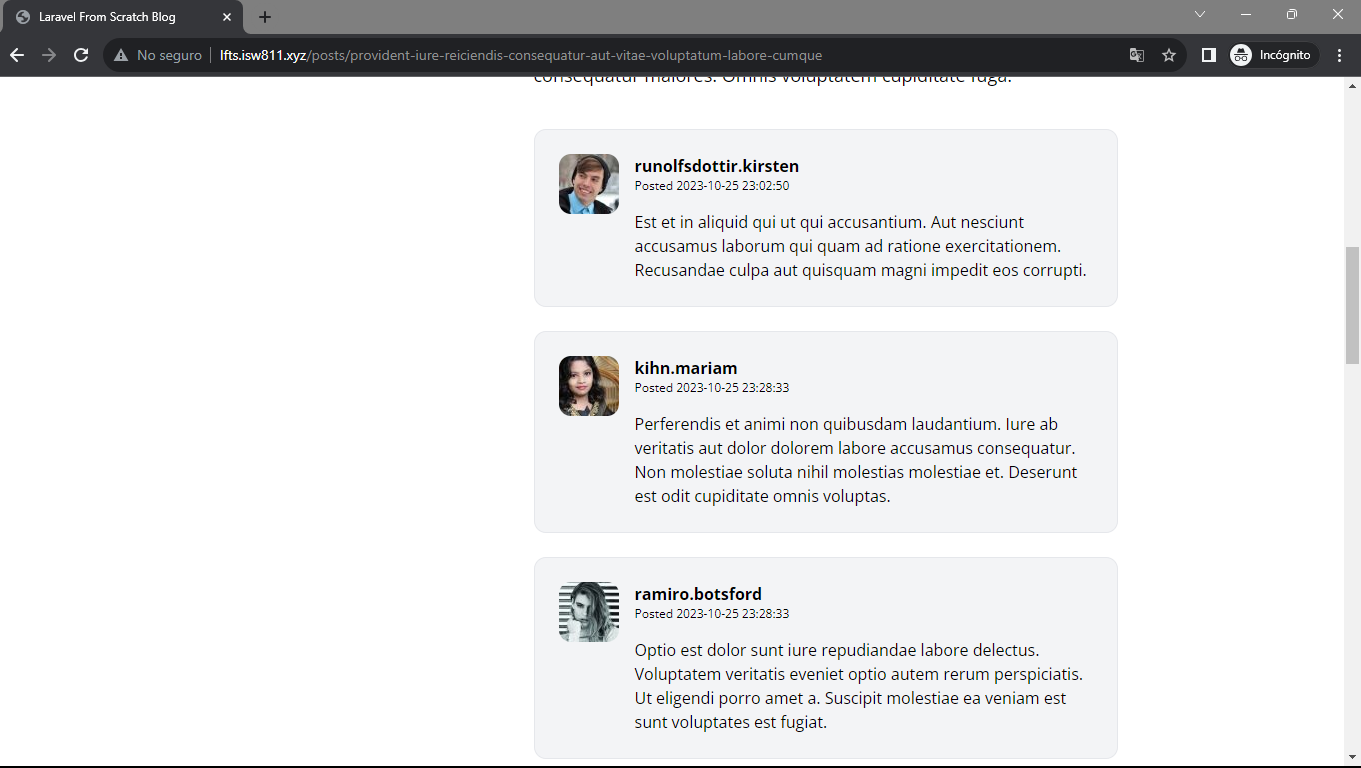 Laravel From Scratch Blog
No seguro
lfts.isw811.xyz/posts/provident-iure-reiciendis-consequatur-aut-vitae-voluptatum-labore-cumque
Incógnito
consequatur maiores. Omnis voluptatem cupiditate fuga.
runolfsdottir.kirsten
Posted 2023-10-25 23:02:50
Est et in aliquid qui ut qui accusantium. Aut nesciunt
accusamus laborum qui quam ad ratione exercitationem.
Recusandae culpa aut quisquam magni impedit eos corrupti.
kihn.mariam
Posted 2023-10-25 23:28:33
Perferendis et animi non quibusdam laudantium. Iure ab
veritatis aut dolor dolorem labore accusamus consequatur.
Non molestiae soluta nihil molestias molestiae et. Deserunt
est odit cupiditate omnis voluptas.
ramiro.botsford
Posted 2023-10-25 23:28:33
Optio est dolor sunt iure repudiandae labore delectus.
Voluptatem veritatis eveniet optio autem rerum perspiciatis.
Ut eligendi porro amet a. Suscipit molestiae ea veniam est
sunt voluptates est fugiat.